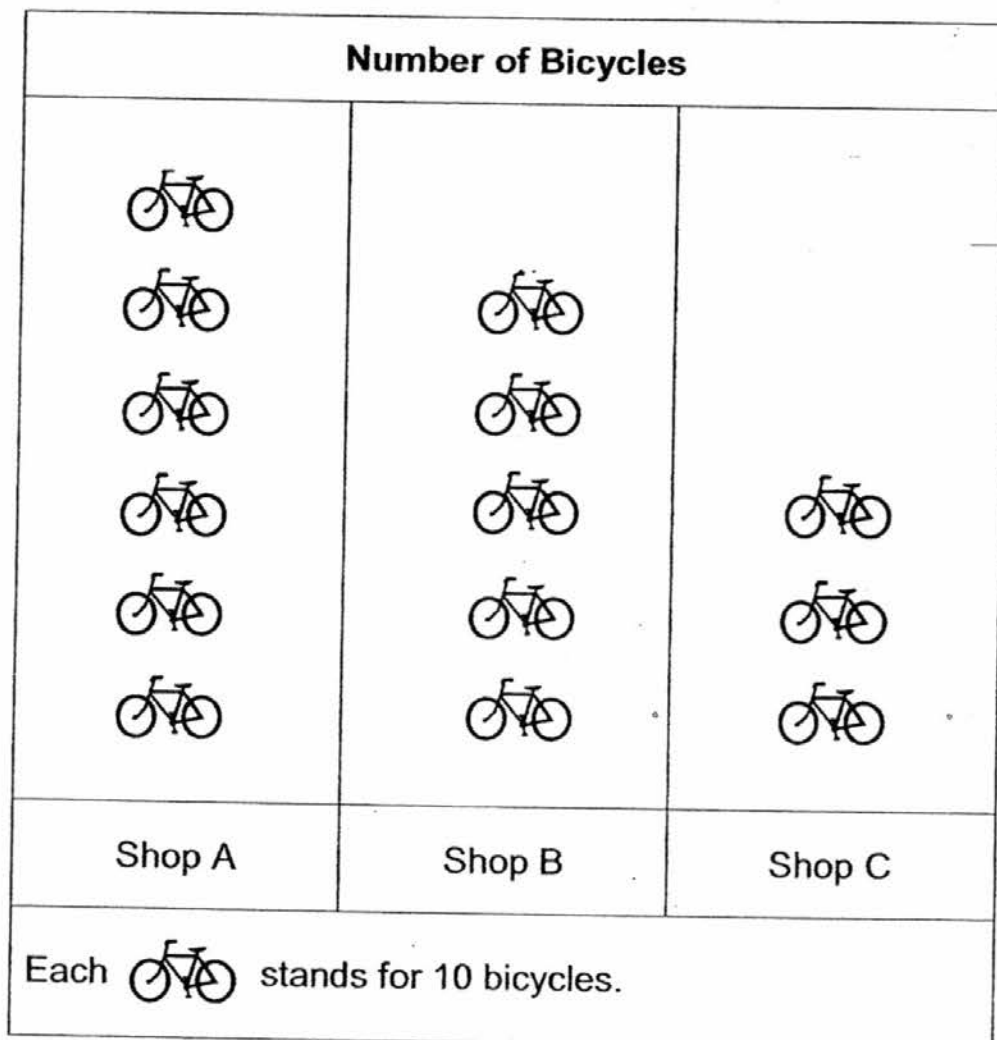 Number of Bicycles
Shop A
Shop B
Shop C
Each stands for 10 bicycles.